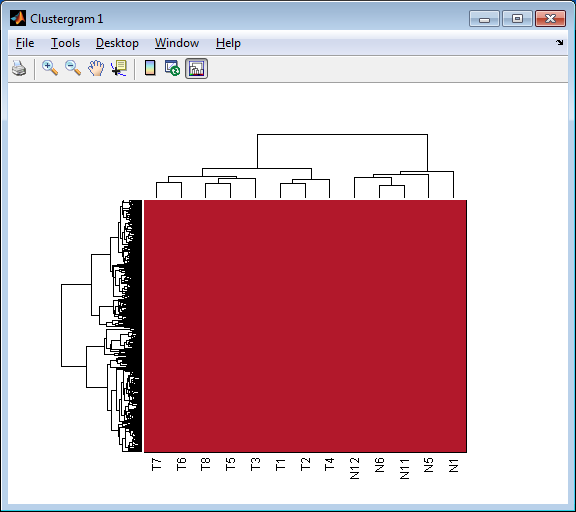 Clustergram 1
File Tools Desktop Window Help
T7 T6 T8 T5 T3 T1 T2 T4 N12 N6 N11 N5 N1